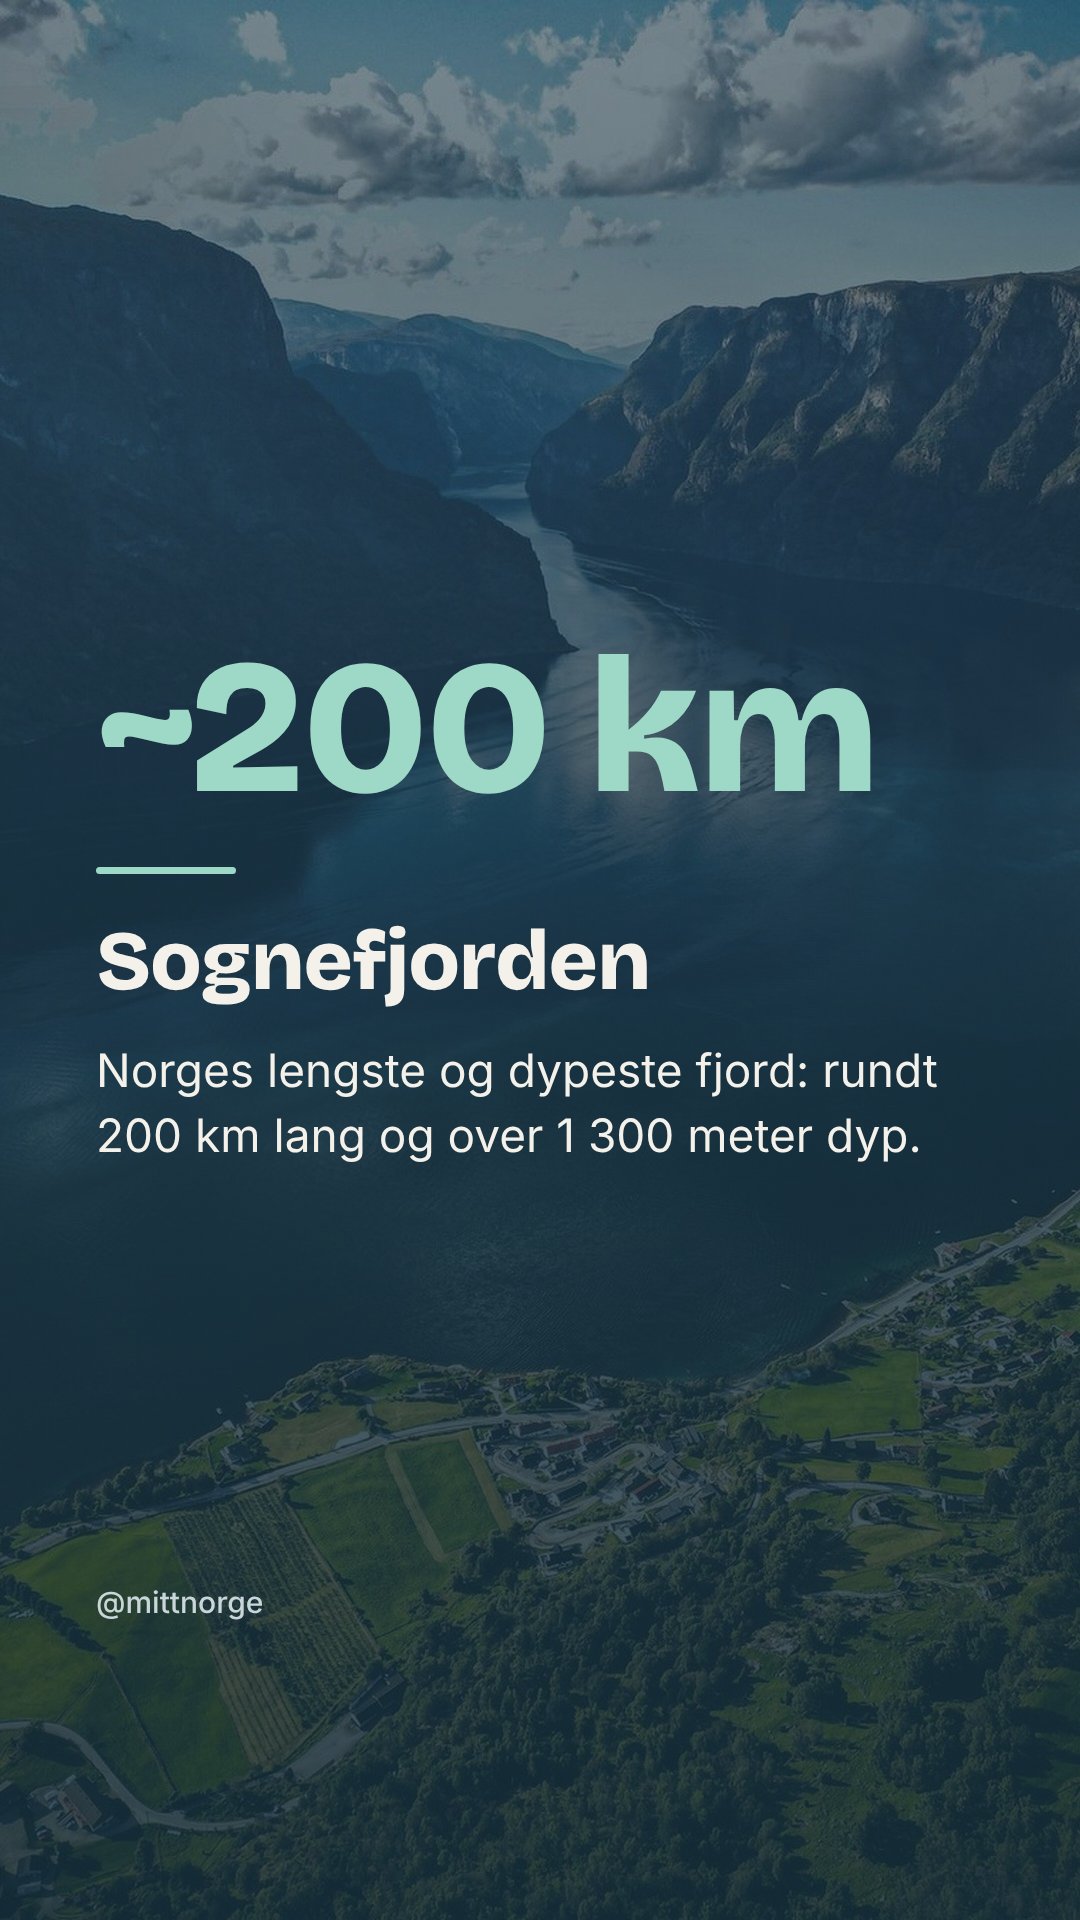 ~200 km
Sognefjorden
Norges lengste og dypeste fjord: rundt
200 km lang og over 1 300 meter dyp.
@mittnorge